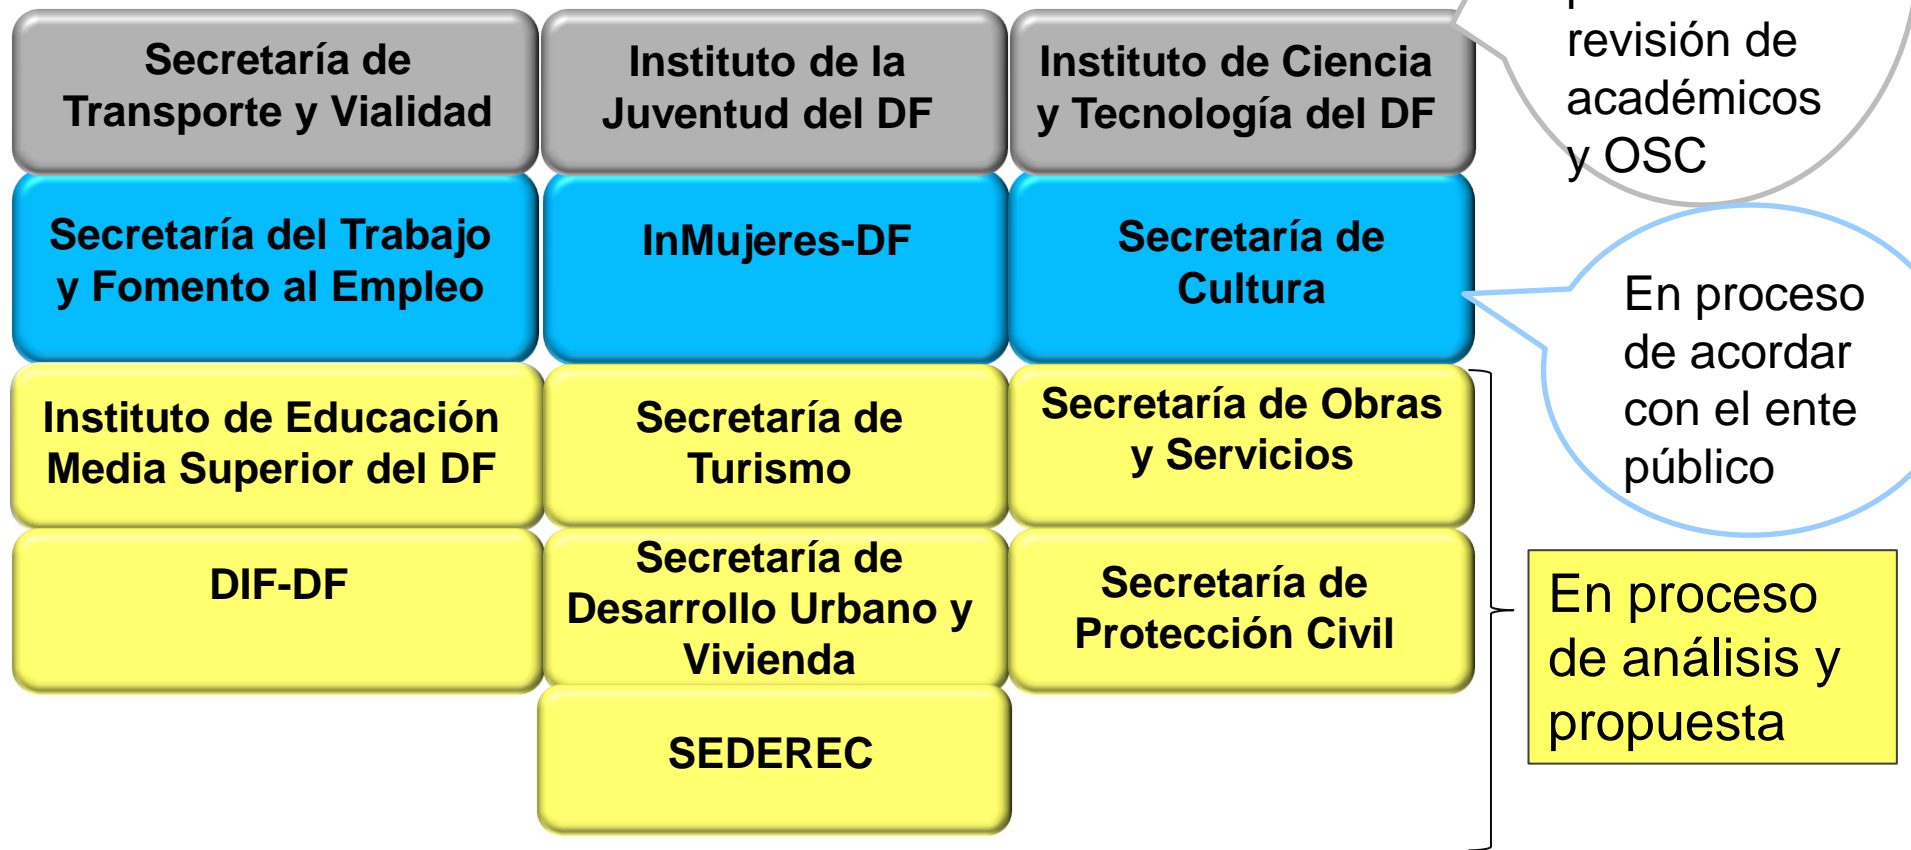 Secretaría de
Transporte y Vialidad
Instituto de la
Juventud del DF
Instituto de Ciencia
y Tecnología del DF
revisión de
académicos
y OSC
Secretaría del Trabajo
y Fomento al Empleo
InMujeres-DF
Secretaría de
Cultura
En proceso
de acordar
con el ente
público
Instituto de Educación
Media Superior del DF
Secretaría de
Turismo
Secretaría de Obras
y Servicios
DIF-DF
Secretaría de
Desarrollo Urbano y
Vivienda
Secretaría de
Protección Civil
En proceso
de análisis y
propuesta
SEDEREC